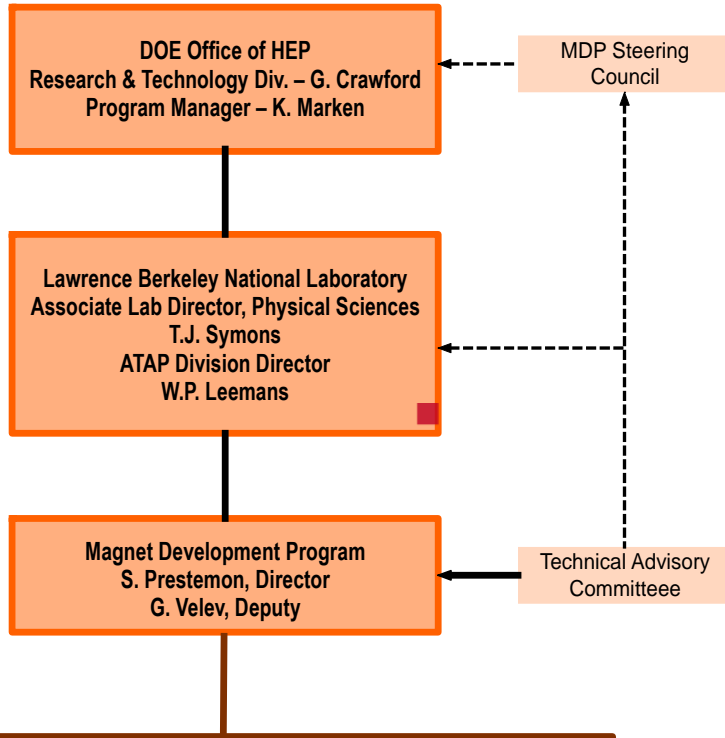 DOE Office of HEP
Research & Technology Div. – G. Crawford
Program Manager – K. Marken
MDP Steering
Council
Lawrence Berkeley National Laboratory
Associate Lab Director, Physical Sciences
T.J. Symons
ATAP Division Director
W.P. Leemans
Magnet Development Program
S. Prestemon, Director
G. Velev, Deputy
Technical Advisory
Committeee